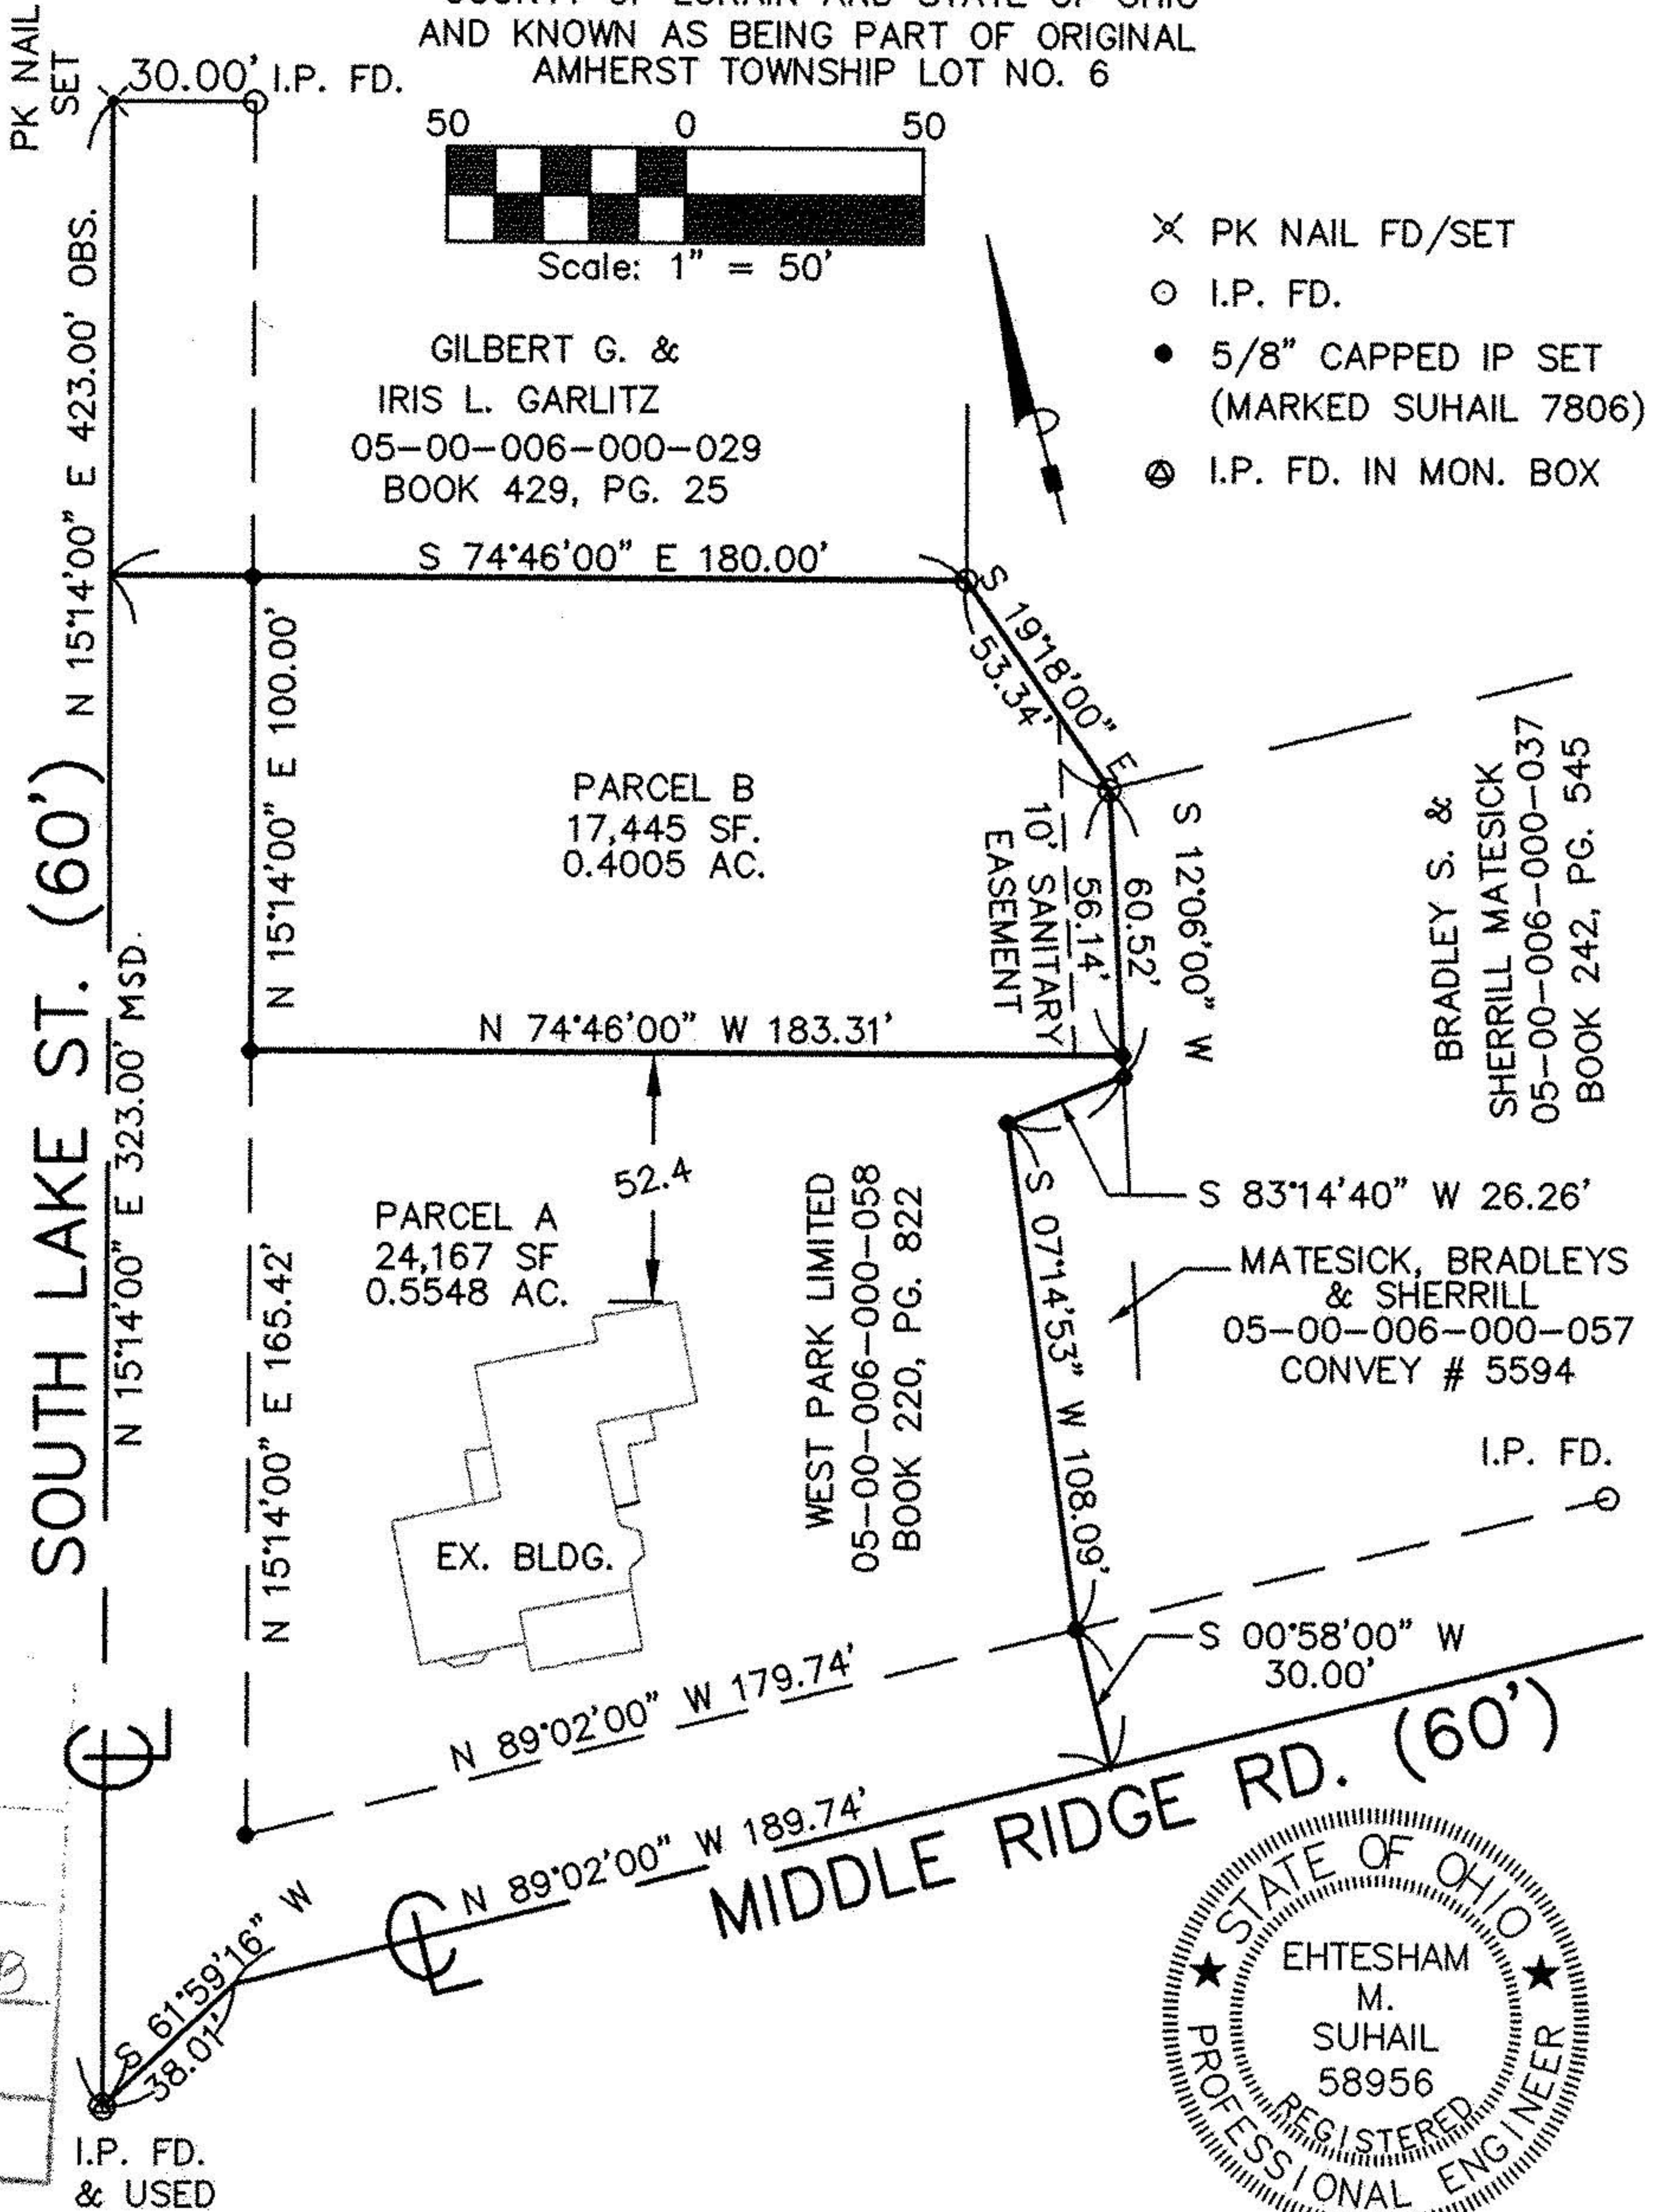 COUNTY OF LORAIN AND STATE OF OHIO
AND KNOWN AS BEING PART OF ORIGINAL
AMHERST TOWNSHIP LOT NO. 6
PK NAIL
SET
30.00'
I.P. FD.
50 0 50
Scale: 1" = 50'
PK NAIL FD/SET
I.P. FD.
5/8" CAPPED IP SET
(MARKED SUHAIL 7806)
I.P. FD. IN MON. BOX
GILBERT G. &
IRIS L. GARLITZ
05-00-006-000-029
BOOK 429, PG. 25
N 15°14'00" E 423.00' OBS.
S 74°46'00" E 180.00'
S 19°18'00" E
53.34'
N 15°14'00" E 100.00'
PARCEL B
17,445 SF.
0.4005 AC.
10' SANITARY
EASEMENT
56.14'
60.52'
S 12°06'00" W
BRADLEY S. &
SHERRILL MATESICK
05-00-006-000-037
BOOK 242, PG. 545
SOUTH LAKE ST. (60')
N 15°14'00" E 323.00' MSD.
N 74°46'00" W 183.31'
52.4
PARCEL A
24,167 SF
0.5548 AC.
N 15°14'00" E 165.42'
WEST PARK LIMITED
05-00-006-000-058
BOOK 220, PG. 822
S 83°14'40" W 26.26'
S 07°14'53" W 108.09'
MATESICK, BRADLEYS
& SHERRILL
05-00-006-000-057
CONVEY # 5594
I.P. FD.
EX. BLDG.
S 00°58'00" W
30.00'
N 89°02'00" W 179.74'
CL
N 89°02'00" W 189.74'
CL
MIDDLE RIDGE RD. (60')
S 61°59'16" W
38.01'
I.P. FD.
& USED
STATE OF OHIO
EHTESHAM
M.
SUHAIL
58956
REGISTERED
PROFESSIONAL ENGINEER